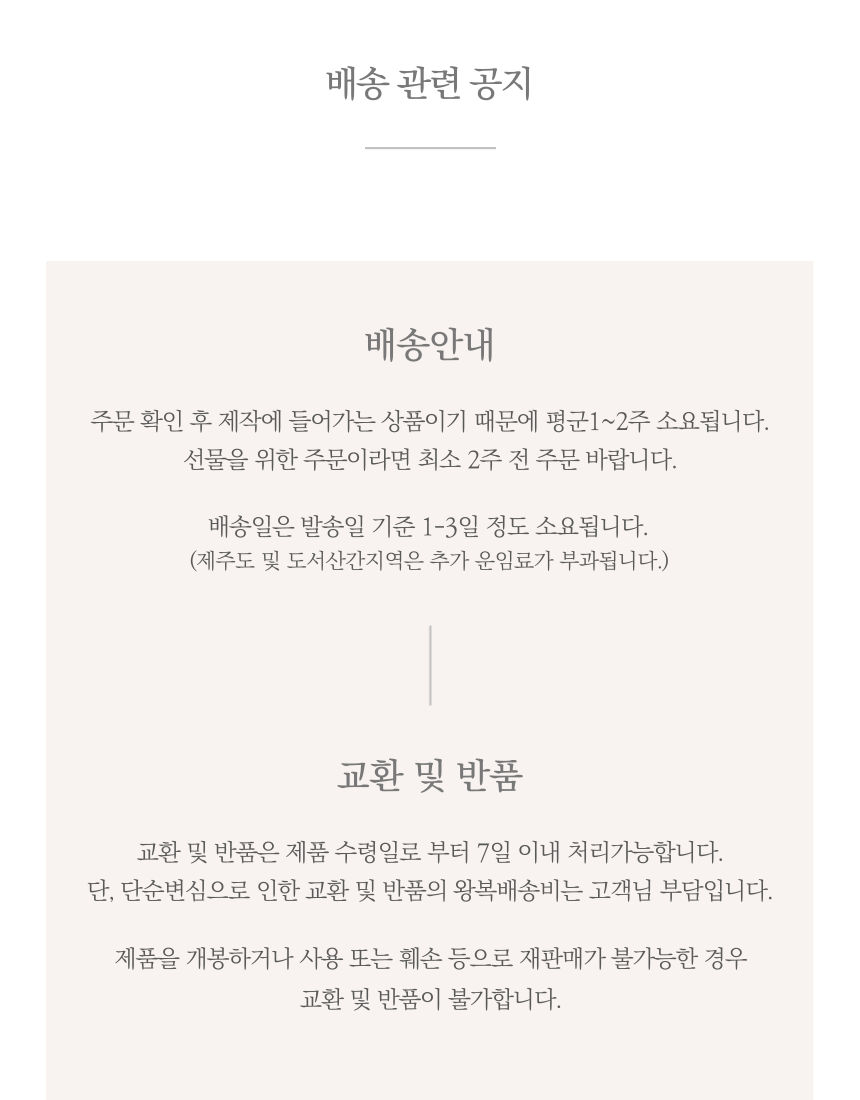 배송 관련 공지
배송안내
주문 확인 후 제작에 들어가는 상품이기 때문에 평균1~2주 소요됩니다.
선물을 위한 주문이라면 최소 2주 전 주문 바랍니다.
배송일은 발송일 기준 1-3일 정도 소요됩니다.
(제주도 및 도서산간지역은 추가 운임료가 부과됩니다.)
교환 및 반품
교환 및 반품은 제품 수령일로 부터 7일 이내 처리가능합니다.
단, 단순변심으로 인한 교환 및 반품의 왕복배송비는 고객님 부담입니다.
제품을 개봉하거나 사용 또는 훼손 등으로 재판매가 불가능한 경우
교환 및 반품이 불가합니다.